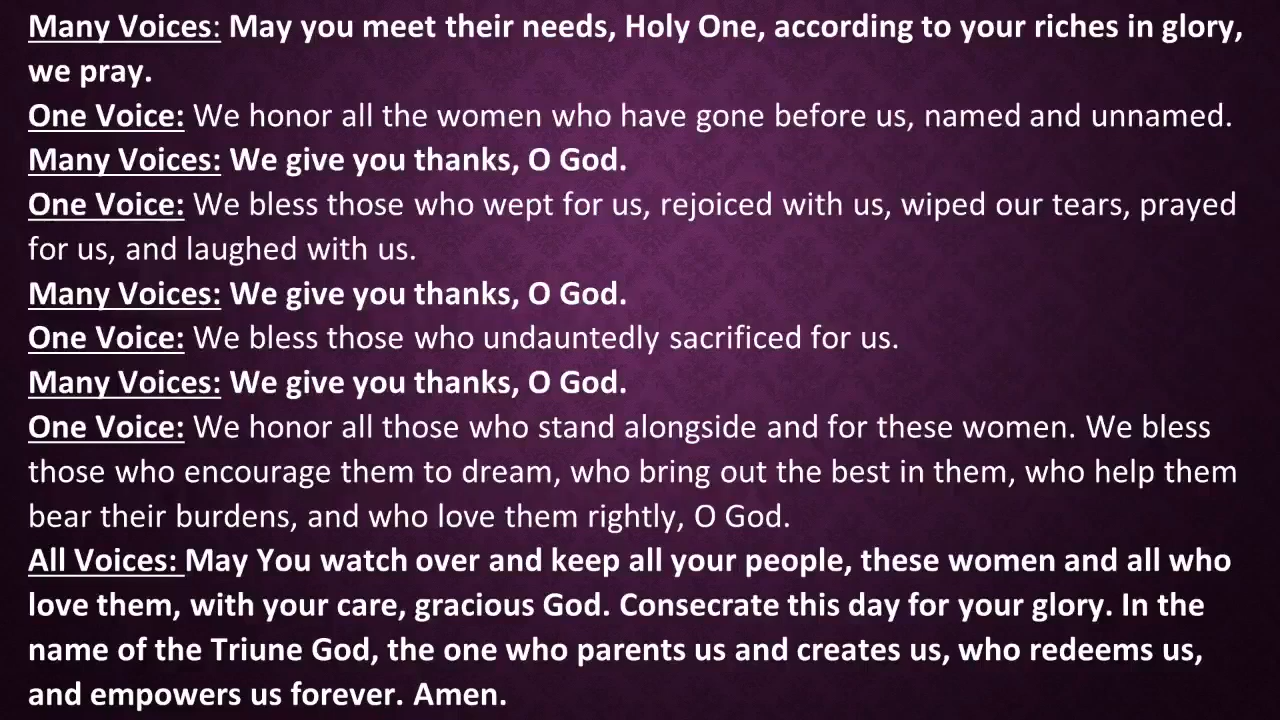 Many Voices: May you meet their needs, Holy One, according to your riches in glory,
we pray.
One Voice: We honor all the women who have gone before us, named and unnamed.
Many Voices: We give you thanks, O God.
One Voice: We bless those who wept for us, rejoiced with us, wiped our tears, prayed
for us, and laughed with us.
Many Voices: We give you thanks, O God.
One Voice: We bless those who undauntedly sacrificed for us.
Many Voices: We give you thanks, O God.
One Voice: We honor all those who stand alongside and for these women. We bless
those who encourage them to dream, who bring out the best in them, who help them
bear their burdens, and who love them rightly, O God.
All Voices: May You watch over and keep all your people, these women and all who
love them, with your care, gracious God. Consecrate this day for your glory. In the
name of the Triune God, the one who parents us and creates us, who redeems us,
and empowers us forever. Amen.